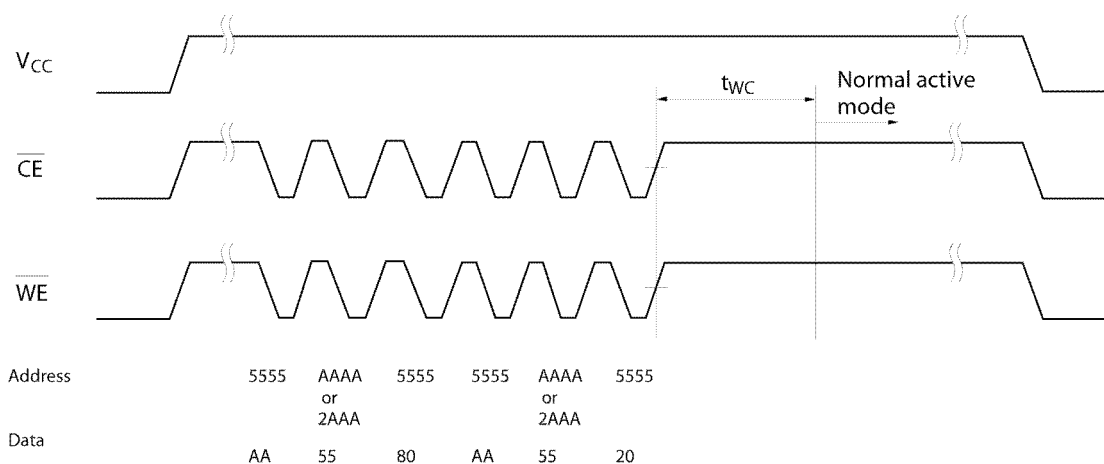 VCC
tWC
Normal active
mode
CE
WE
Address 5555 AAAA 5555 5555 AAAA 5555
or or
2AAA 2AAA
Data
AA 55 80 AA 55 20